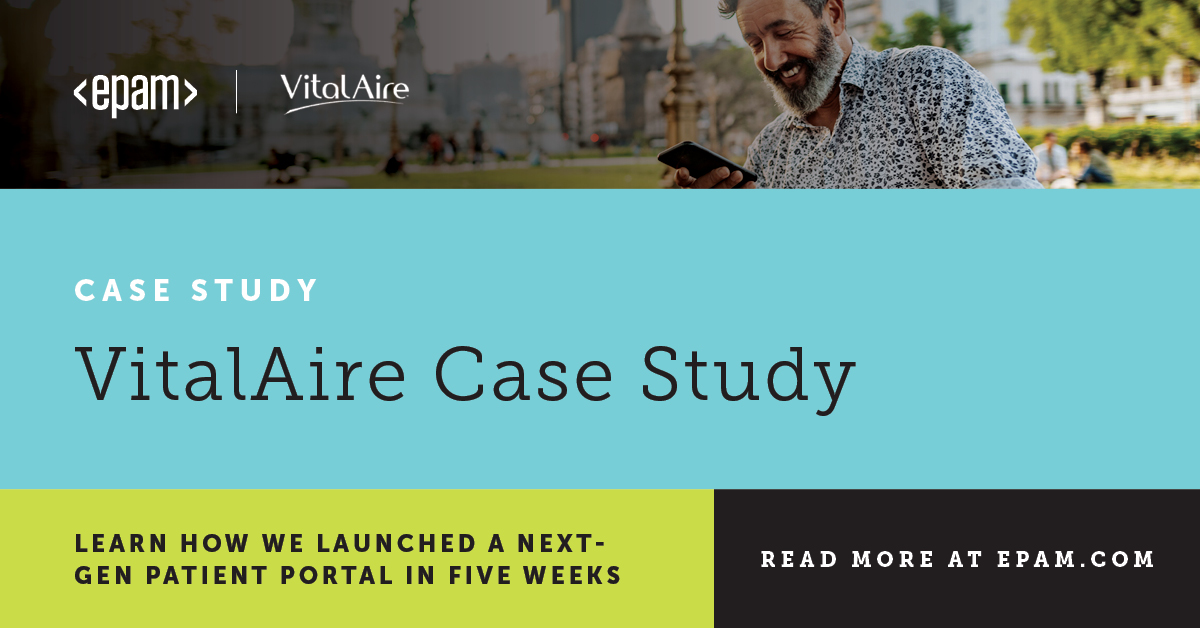 <epam>
VitalAire
CASE STUDY
VitalAire Case Study
LEARN HOW WE LAUNCHED A NEXT-
GEN PATIENT PORTAL IN FIVE WEEKS
READ MORE AT EPAM.COM